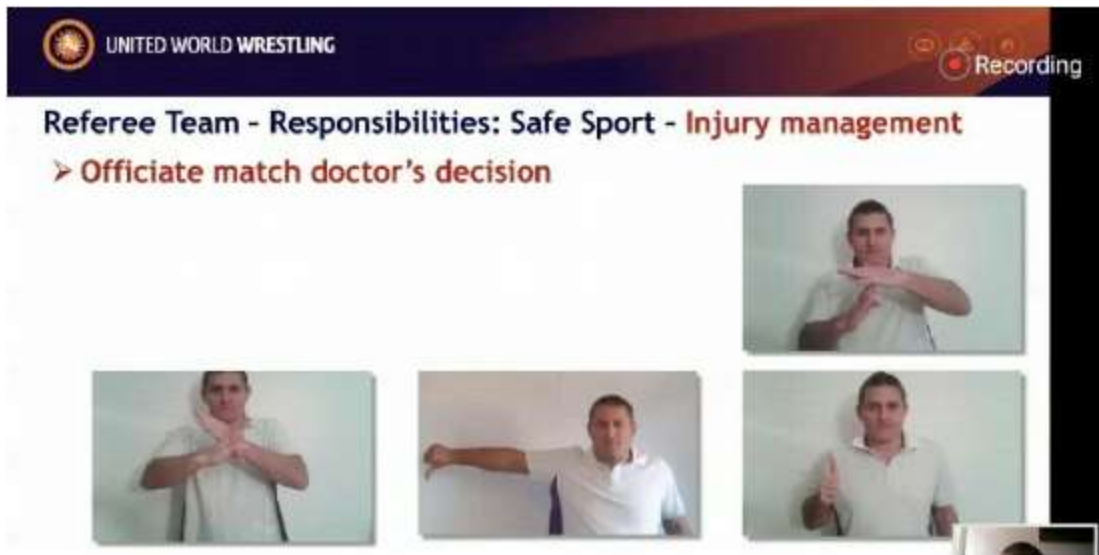 UNITED WORLD WRESTLING
Recording
Referee Team - Responsibilities: Safe Sport - Injury management
➢ Officiate match doctor's decision